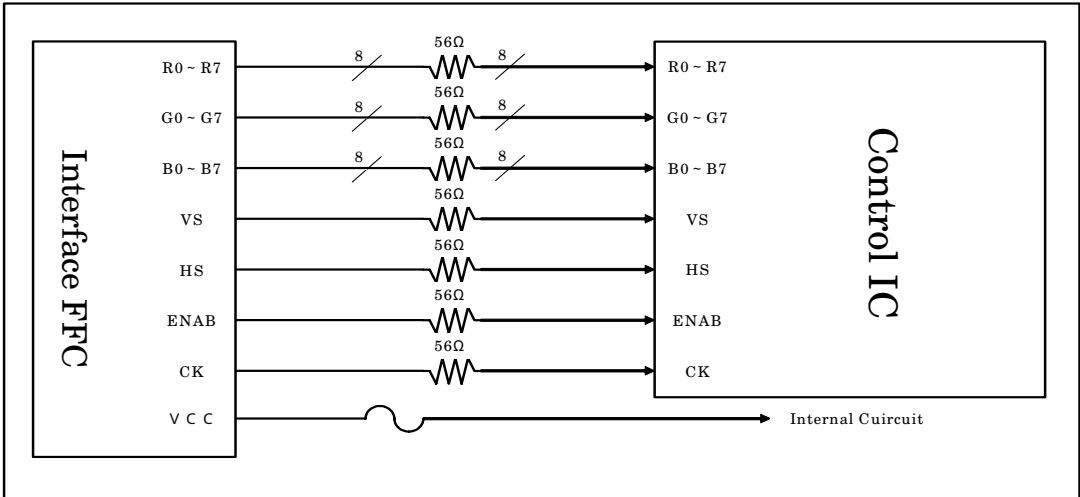 Interface FFC
Control IC
56Ω
R0~R7 8 8 R0~R7
56Ω
G0~G7 8 8 G0~G7
56Ω
B0~B7 8 8 B0~B7
56Ω
VS VS
56Ω
HS HS
56Ω
ENAB ENAB
56Ω
CK CK
VCC Internal Cuircuit